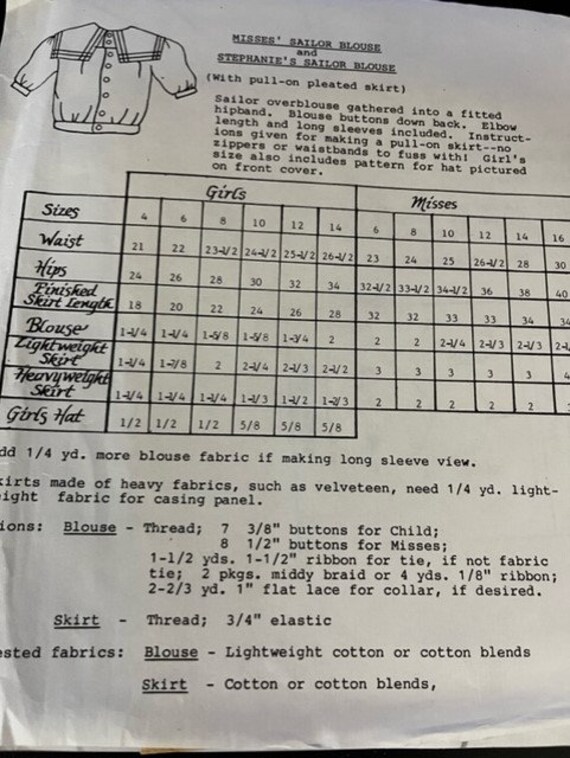 MISSES' SAILOR BLOUSE
and
STEPHANIE'S SAILOR BLOUSE
(With pull-on pleated skirt)
Sailor overblouse gathered into a fitted
hipband. Blouse buttons down back. Elbow
length and long sleeves included. Instruct-
ions given for making a pull-on skirt--no
zippers or waistbands to fuss with! Girl's
size also includes pattern for hat pictured
on front cover.
Girls Misses
Sizes 4 6 8 10 12 14 6 8 10 12 14 16
Waist 21 22 23-1/2 24-1/2 25-1/2 26-1/2 23 24 25 26-1/2 28 30
Hips 24 26 28 30 32 34 32-1/2 33-1/2 34-1/2 36 38 40
Finished
Skirt Length 18 20 22 24 26 28 32 32 33 33 34 34
Blouse 1-1/4 1-1/4 1-5/8 1-5/8 1-3/4 2 2 2 2-1/4 2-1/3 2-1/3
Lightweight
Skirt 1-1/4 1-7/8 2 2-1/4 2-1/3 2-1/2 3 3 3 3 3
Heavyweight
Skirt 1-1/4 1-1/4 1-1/4 1-1/3 1-1/2 1-2/3 2 2 2 2 2
Girls Hat 1/2 1/2 1/2 5/8 5/8 5/8
dd 1/4 yd. more blouse fabric if making long sleeve view.
kirts made of heavy fabrics, such as velveteen, need 1/4 yd. light-
eight fabric for casing panel.
ions: Blouse - Thread; 7 3/8" buttons for Child;
8 1/2" buttons for Misses;
1-1/2 yds. 1-1/2" ribbon for tie, if not fabric
tie; 2 pkgs. middy braid or 4 yds. 1/8" ribbon;
2-2/3 yd. 1" flat lace for collar, if desired.
Skirt - Thread; 3/4" elastic
ested fabrics: Blouse - Lightweight cotton or cotton blends
Skirt - Cotton or cotton blends,